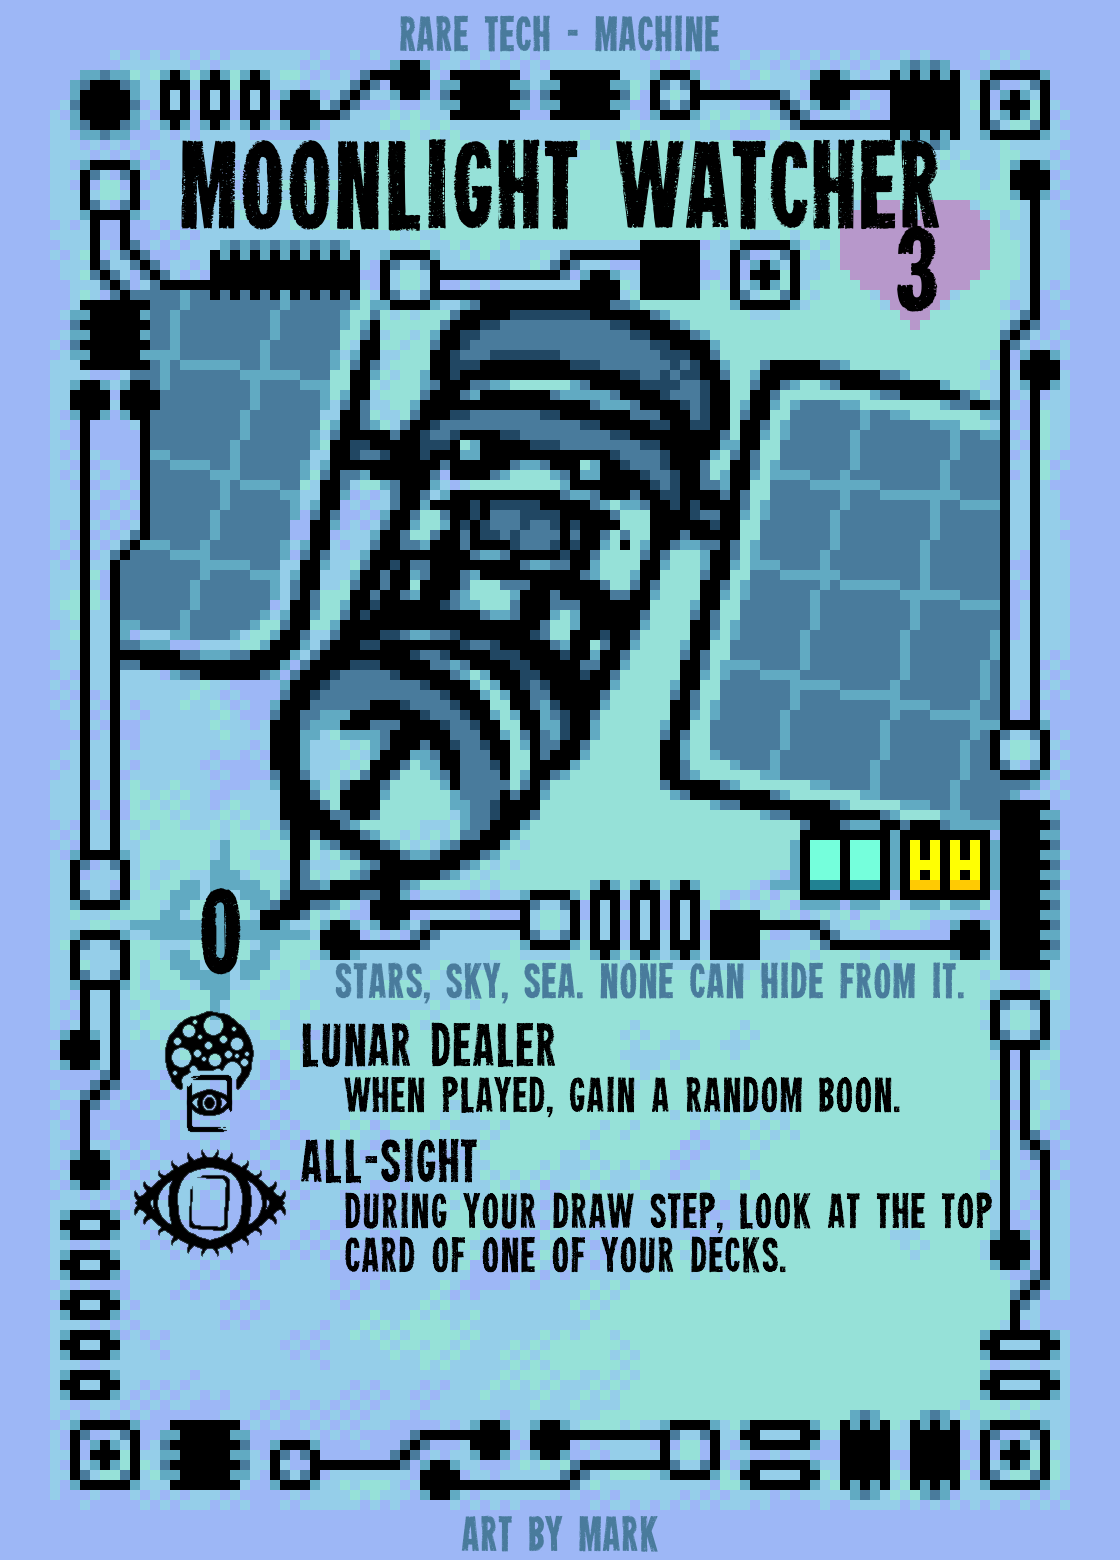 RARE TECH - MACHINE
MOONLIGHT WATCHER
3
0
STARS, SKY, SEA. NONE CAN HIDE FROM IT.
LUNAR DEALER
WHEN PLAYED, GAIN A RANDOM BOON.
ALL-SIGHT
DURING YOUR DRAW STEP, LOOK AT THE TOP
CARD OF ONE OF YOUR DECKS.
ART BY MARK